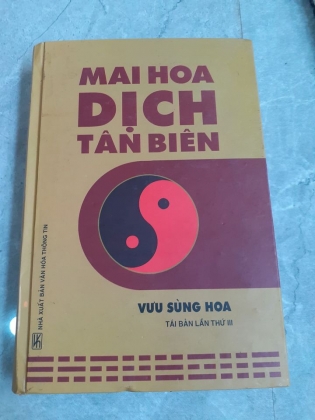 MAI HOA
DỊCH
TÂN BIÊN
VƯU SÙNG HOA
TÁI BẢN LẦN THỨ III
NHÀ XUẤT BẢN VĂN HÓA THÔNG TIN